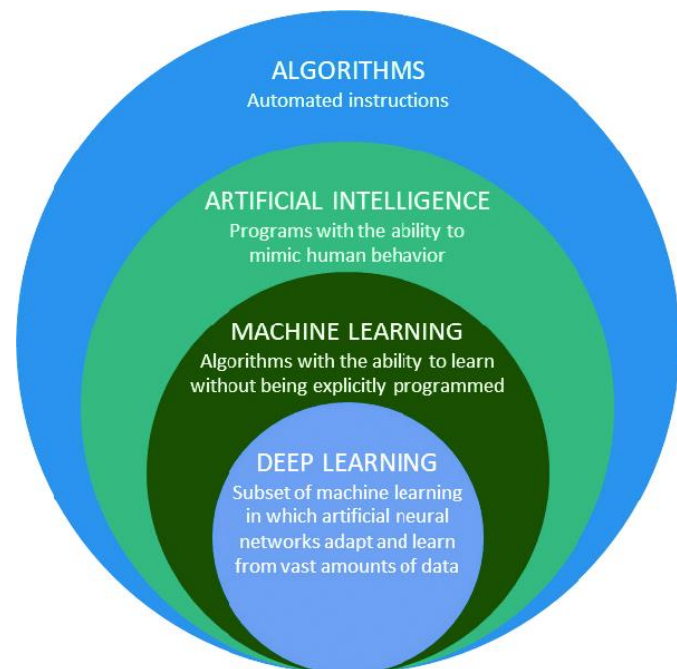 ALGORITHMS
Automated instructions
ARTIFICIAL INTELLIGENCE
Programs with the ability to
mimic human behavior
MACHINE LEARNING
Algorithms with the ability to learn
without being explicitly programmed
DEEP LEARNING
Subset of machine learning
in which artificial neural
networks adapt and learn
from vast amounts of data